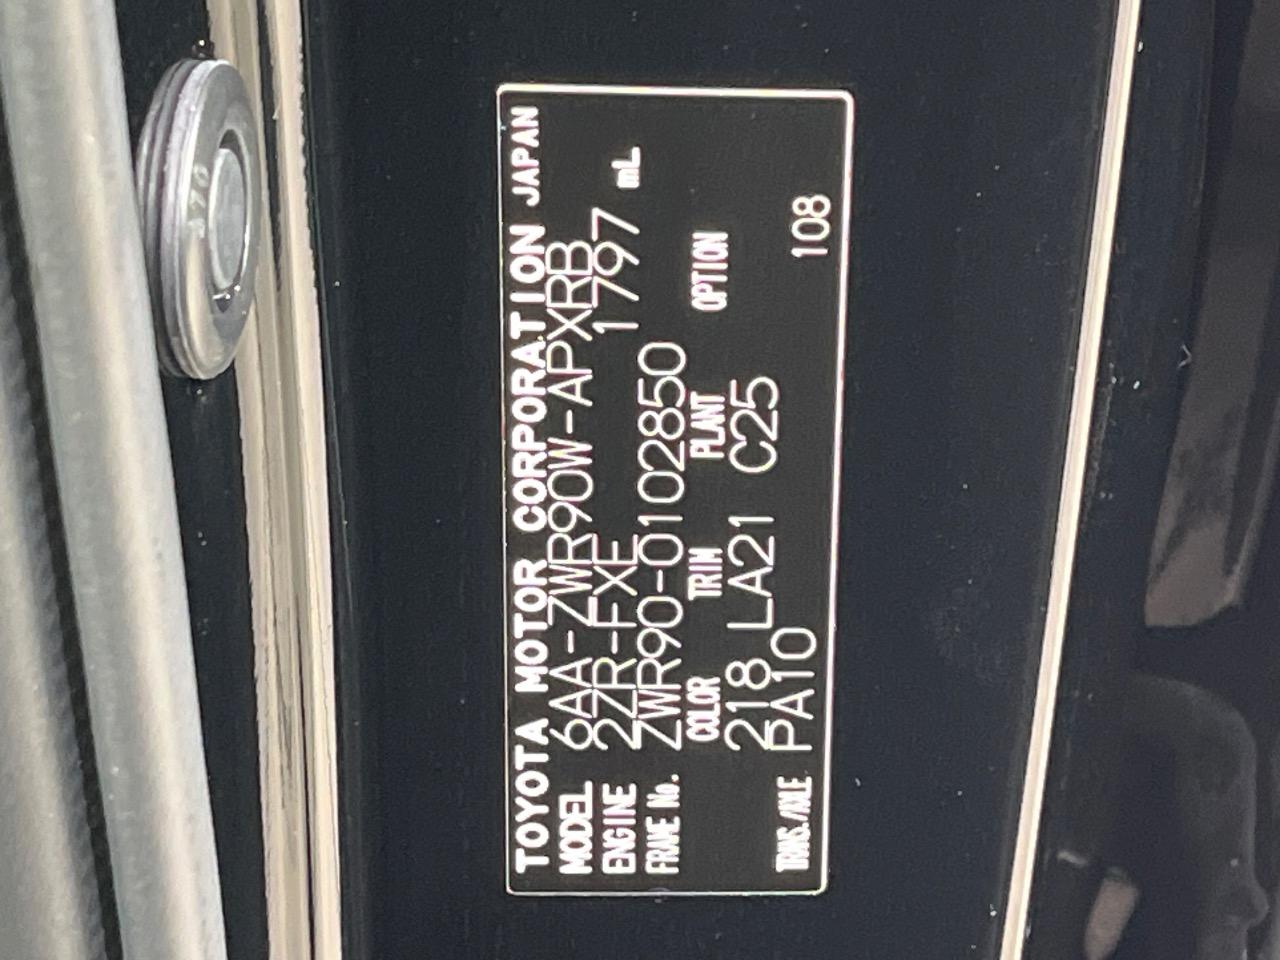 TOYOTA MOTOR CORPORATION JAPAN
MODEL 6AA-ZWR90W-APXRB
ENGINE 2ZR-FXE 1797 mL
FRAME No. ZWR90-0102850
COLOR TRIM PLANT OPTION
218 LA21 C25
TRANS./AXLE PA10 108